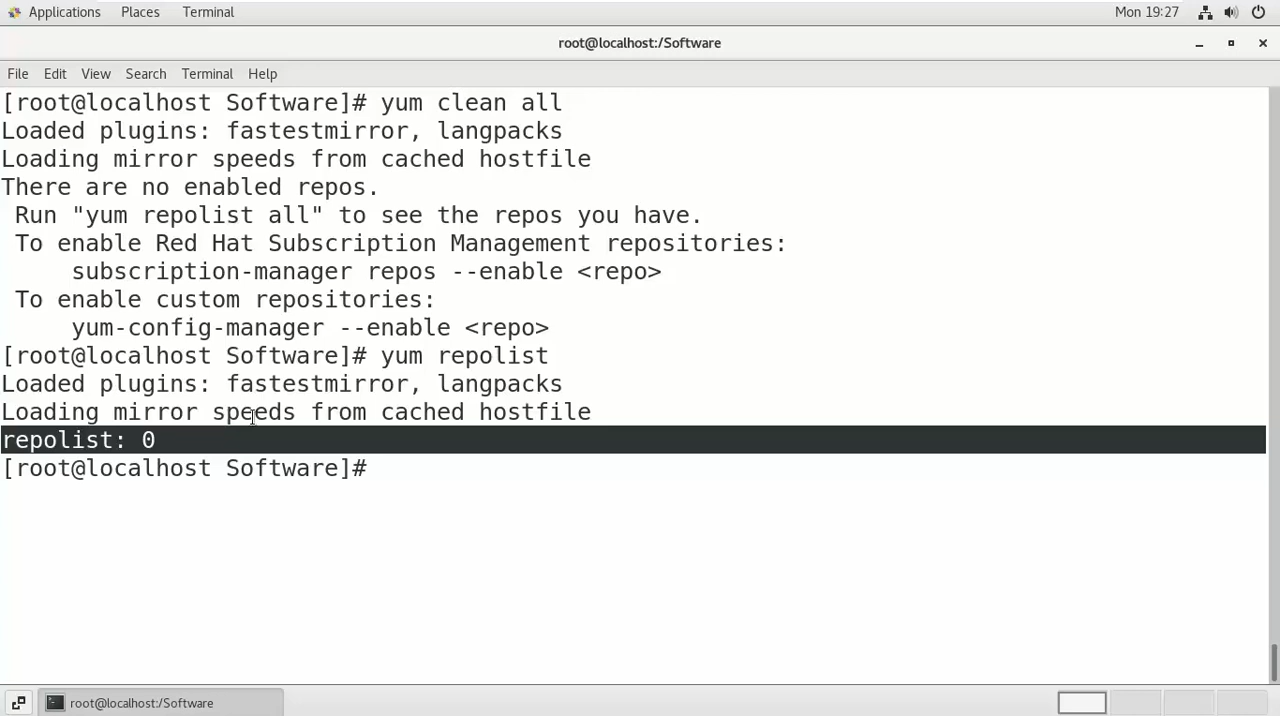 Applications Places Terminal Mon 19:27
root@localhost:/Software
File Edit View Search Terminal Help
[root@localhost Software]# yum clean all
Loaded plugins: fastestmirror, langpacks
Loading mirror speeds from cached hostfile
There are no enabled repos.
 Run "yum repolist all" to see the repos you have.
 To enable Red Hat Subscription Management repositories:
     subscription-manager repos --enable <repo>
 To enable custom repositories:
     yum-config-manager --enable <repo>
[root@localhost Software]# yum repolist
Loaded plugins: fastestmirror, langpacks
Loading mirror speeds from cached hostfile
repolist: 0
[root@localhost Software]#
root@localhost:/Software